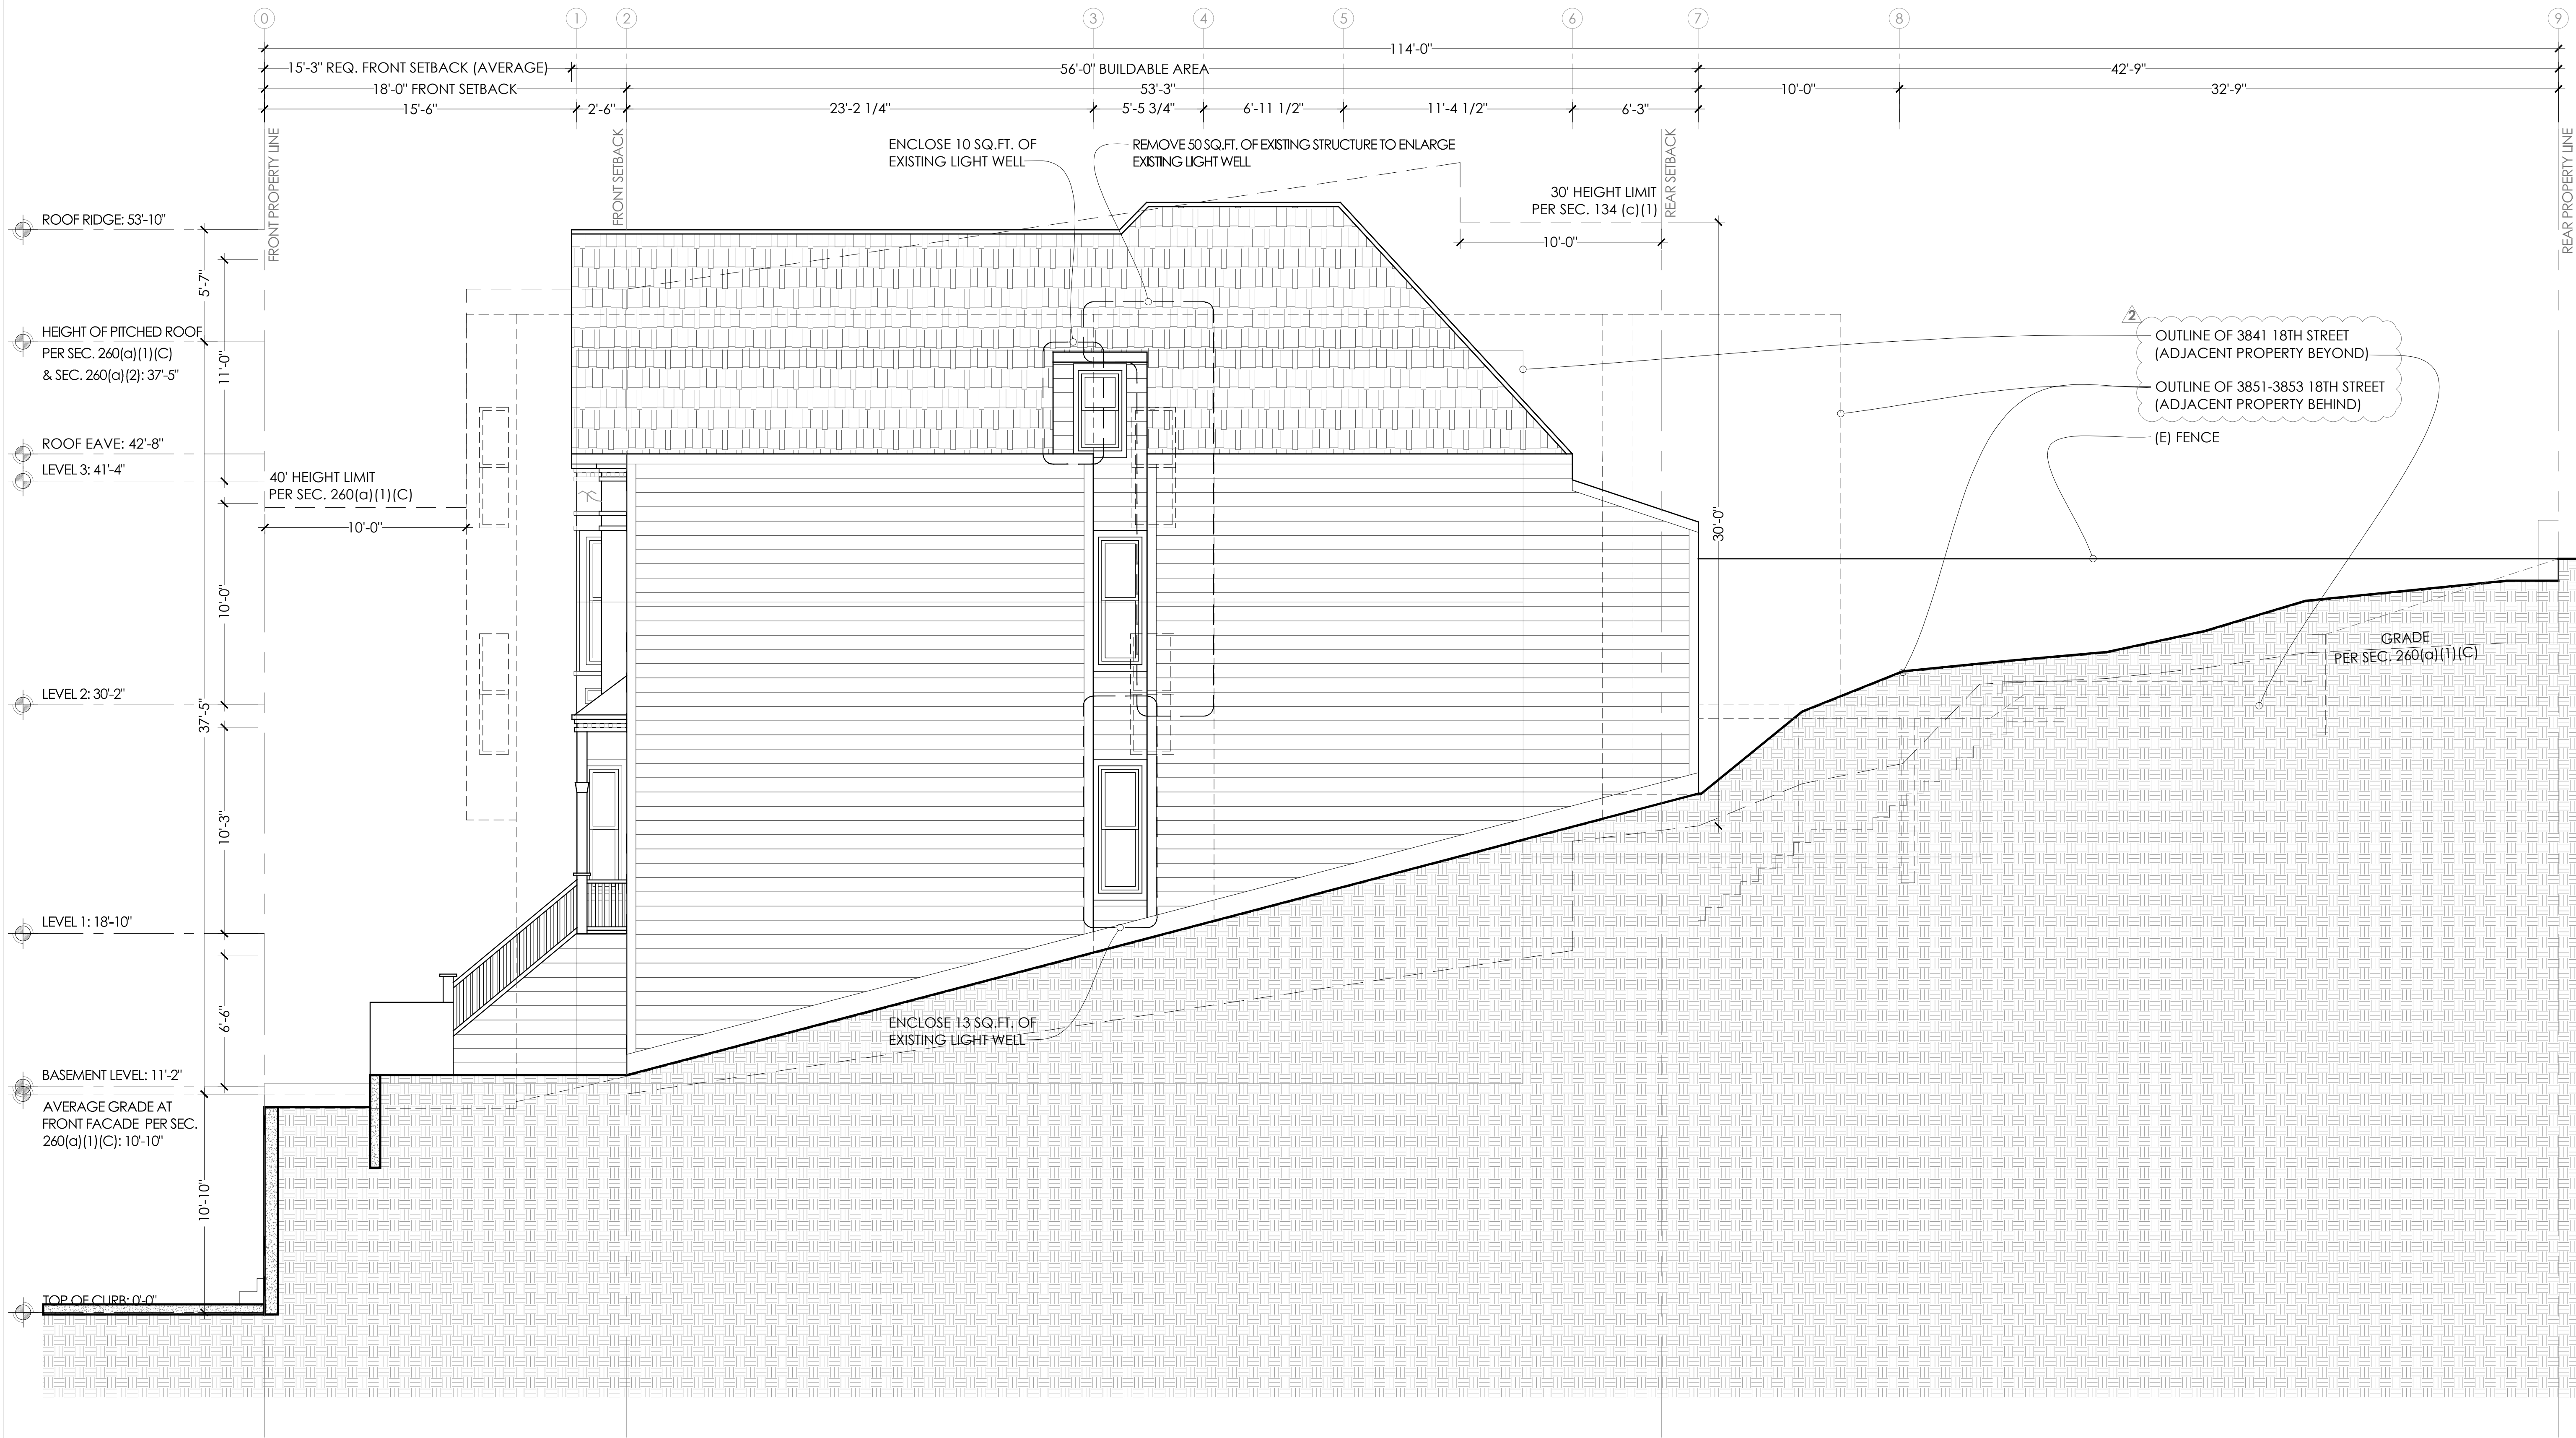 0 1 2 3 4 5 6 7 8 9
114'-0"
15'-3" REQ. FRONT SETBACK (AVERAGE) 56'-0" BUILDABLE AREA 42'-9"
18'-0" FRONT SETBACK 53'-3" 10'-0" 32'-9"
15'-6" 2'-6" 23'-2 1/4" 5'-5 3/4" 6'-11 1/2" 11'-4 1/2" 6'-3"
FRONT PROPERTY LINE
FRONT SETBACK
REAR SETBACK
REAR PROPERTY LINE
ENCLOSE 10 SQ.FT. OF
EXISTING LIGHT WELL
REMOVE 50 SQ.FT. OF EXISTING STRUCTURE TO ENLARGE
EXISTING LIGHT WELL
30' HEIGHT LIMIT
PER SEC. 134 (c)(1)
10'-0"
ROOF RIDGE: 53'-10"
5'-7"
HEIGHT OF PITCHED ROOF
PER SEC. 260(a)(1)(C)
& SEC. 260(a)(2): 37'-5"
11'-0"
2
OUTLINE OF 3841 18TH STREET
(ADJACENT PROPERTY BEYOND)
OUTLINE OF 3851-3853 18TH STREET
(ADJACENT PROPERTY BEHIND)
(E) FENCE
ROOF EAVE: 42'-8"
LEVEL 3: 41'-4"
40' HEIGHT LIMIT
PER SEC. 260(a)(1)(C)
10'-0"
30'-0"
10'-0"
GRADE
PER SEC. 260(a)(1)(C)
LEVEL 2: 30'-2"
37'-5"
10'-3"
LEVEL 1: 18'-10"
6'-6"
ENCLOSE 13 SQ.FT. OF
EXISTING LIGHT WELL
BASEMENT LEVEL: 11'-2"
AVERAGE GRADE AT
FRONT FACADE PER SEC.
260(a)(1)(C): 10'-10"
10'-10"
TOP OF CURB: 0'-0"